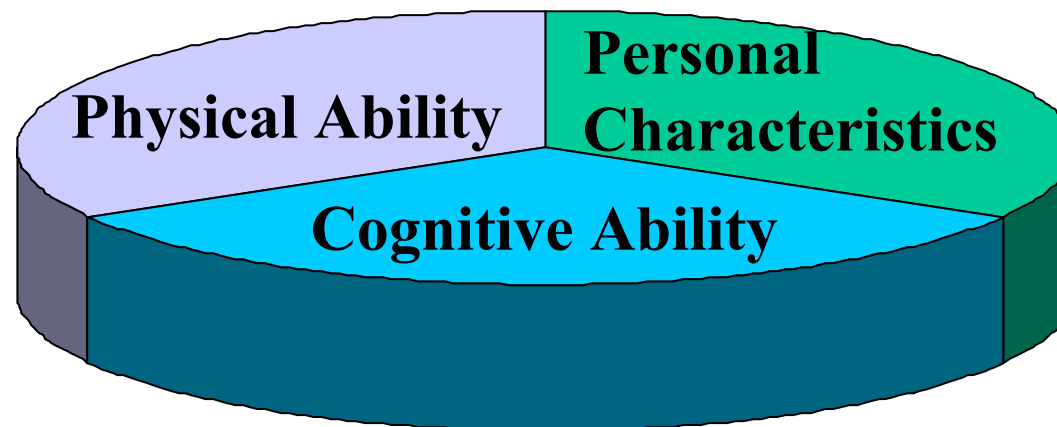 Personal
Characteristics
Physical Ability
Cognitive Ability